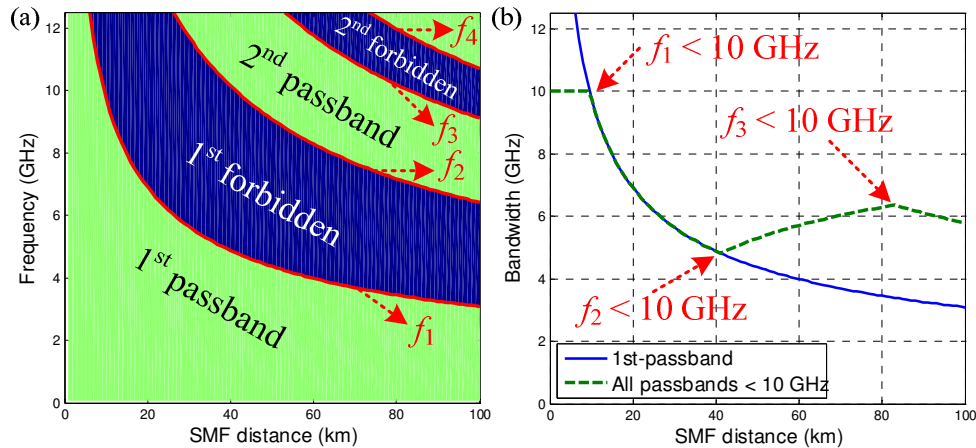 (a)
12
10
8
6
4
2
0
Frequency (GHz)
0 20 40 60 80 100
SMF distance (km)
1st passband
1st forbidden
2nd passband
2nd forbidden
f1
f2
f3
f4
(b)
12
10
8
6
4
2
0
Bandwidth (GHz)
0 20 40 60 80 100
SMF distance (km)
f1 < 10 GHz
f3 < 10 GHz
f2 < 10 GHz
1st-passband
All passbands < 10 GHz